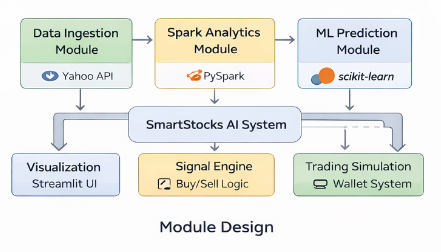 Data Ingestion
Module
Yahoo API
Spark Analytics
Module
PySpark
ML Prediction
Module
scikit-learn
SmartStocks AI System
Visualization
Streamlit UI
Signal Engine
Buy/Sell Logic
Trading Simulation
Wallet System
Module Design